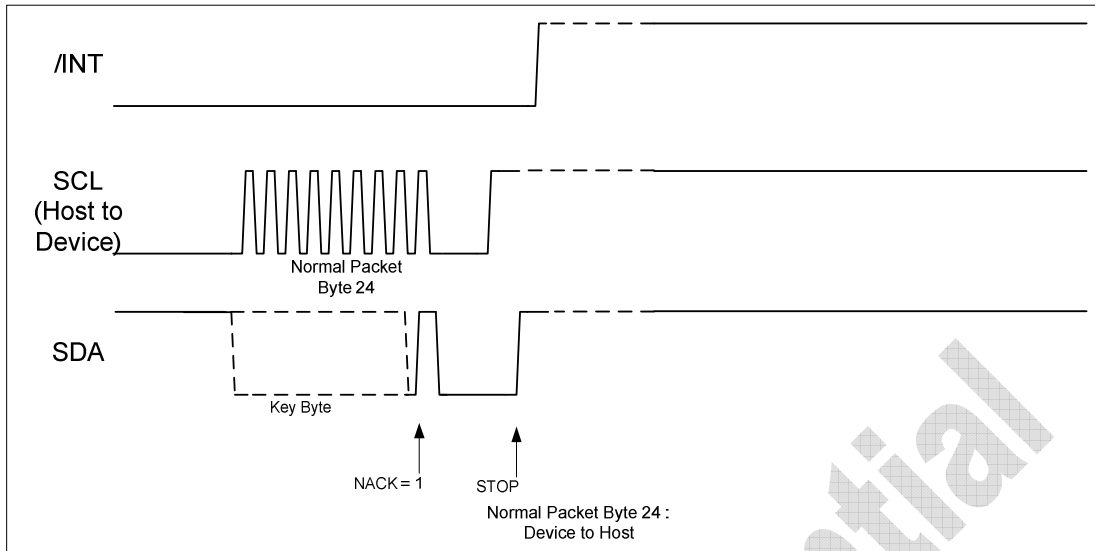 /INT
SCL
(Host to
Device)
Normal Packet
Byte 24
SDA
Key Byte
NACK = 1
STOP
Normal Packet Byte 24 :
Device to Host
ntial